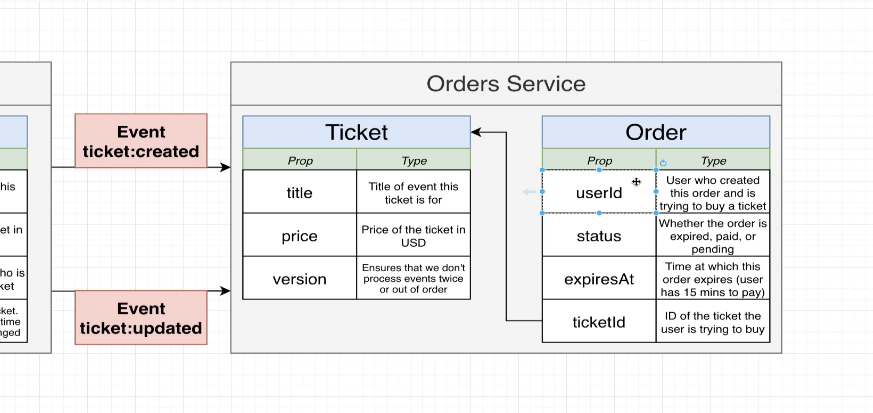 Orders Service
his
et in
ho is
ket
cket.
time
nged
Event
ticket:created
Event
ticket:updated
Ticket
Prop Type
title
Title of event this
ticket is for
price
Price of the ticket in
USD
version
Ensures that we don't
process events twice
or out of order
Order
Prop Type
userId
User who created
this order and is
trying to buy a ticket
status
Whether the order is
expired, paid, or
pending
expiresAt
Time at which this
order expires (user
has 15 mins to pay)
ticketId
ID of the ticket the
user is trying to buy